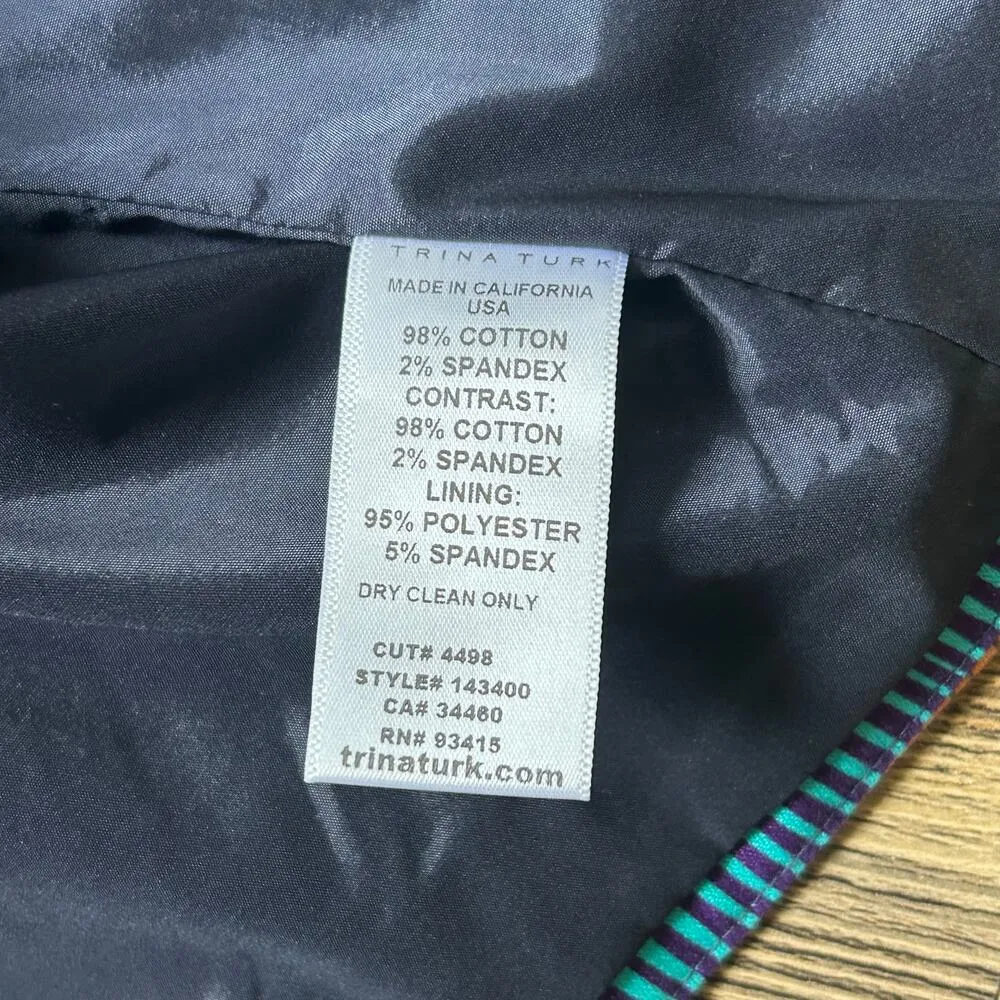 TRINA TURK
MADE IN CALIFORNIA
USA
98% COTTON
2% SPANDEX
CONTRAST:
98% COTTON
2% SPANDEX
LINING:
95% POLYESTER
5% SPANDEX
DRY CLEAN ONLY
CUT# 4498
STYLE# 143400
CA# 34460
RN# 93415
trinaturk.com